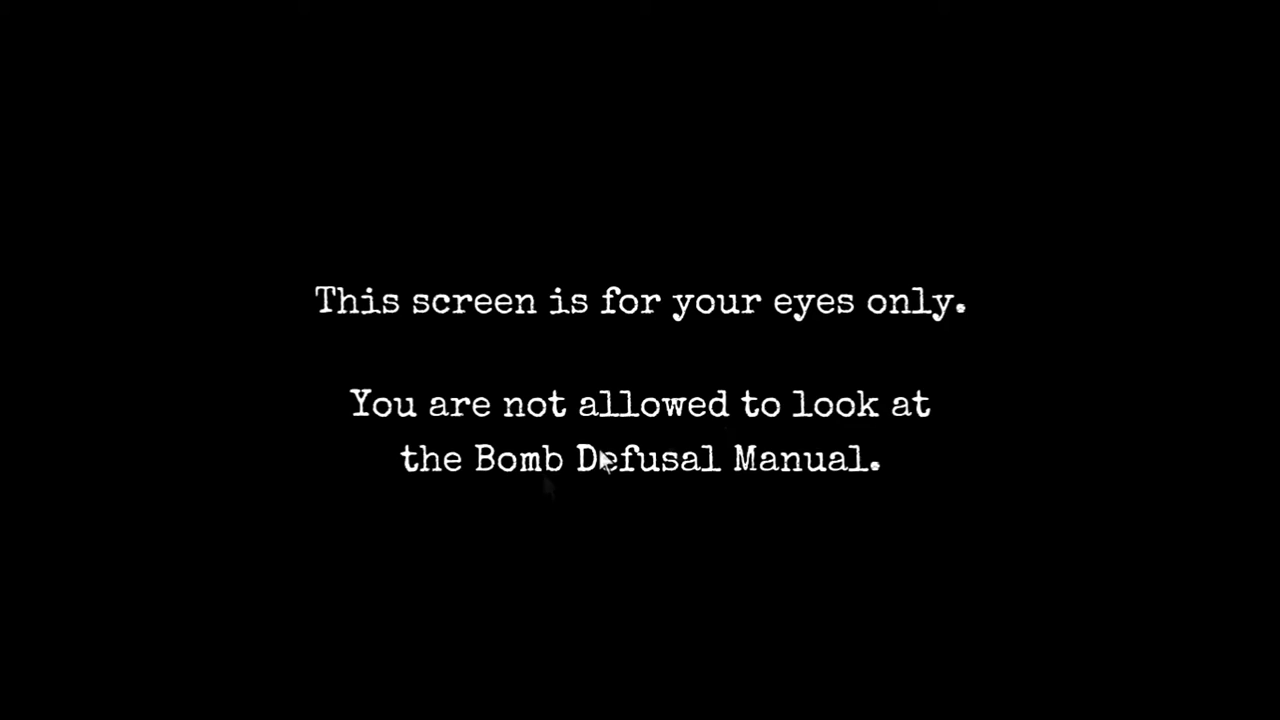 This screen is for your eyes only.
You are not allowed to look at
the Bomb Defusal Manual.